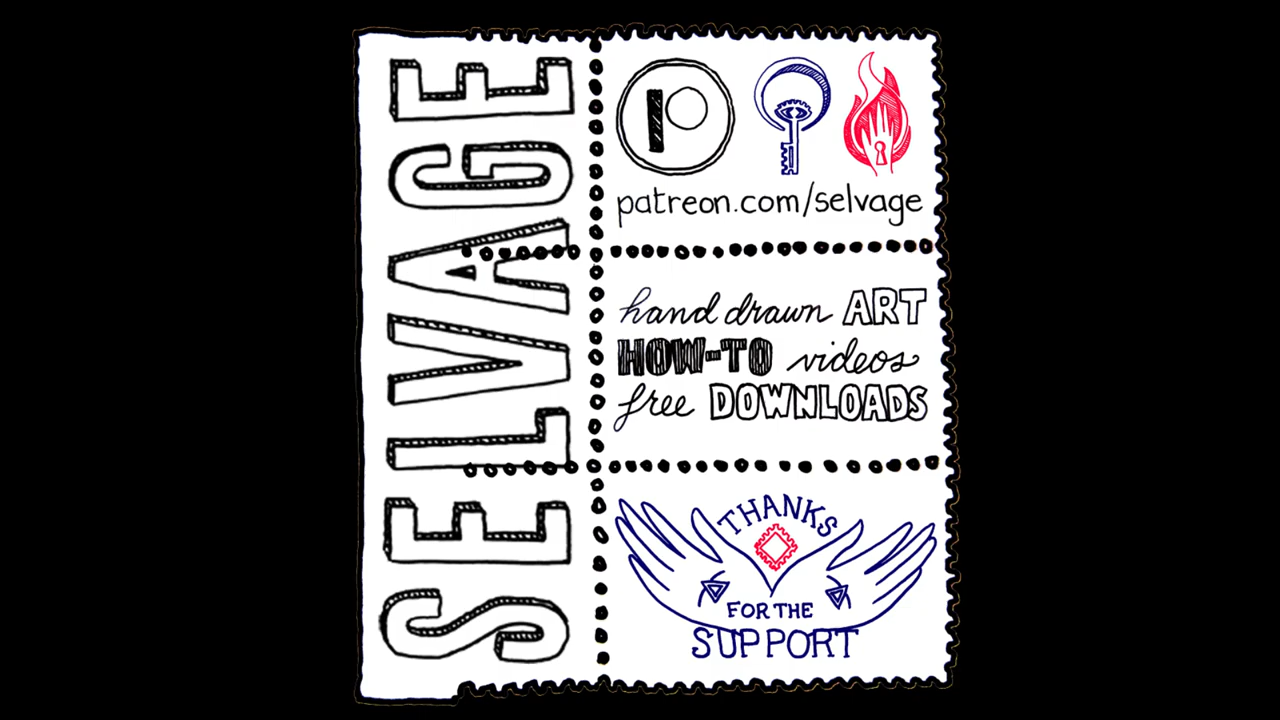 SELVAGE
patreon.com/selvage
hand drawn ART
HOW-TO videos
free DOWNLOADS
THANKS
FOR THE
SUPPORT